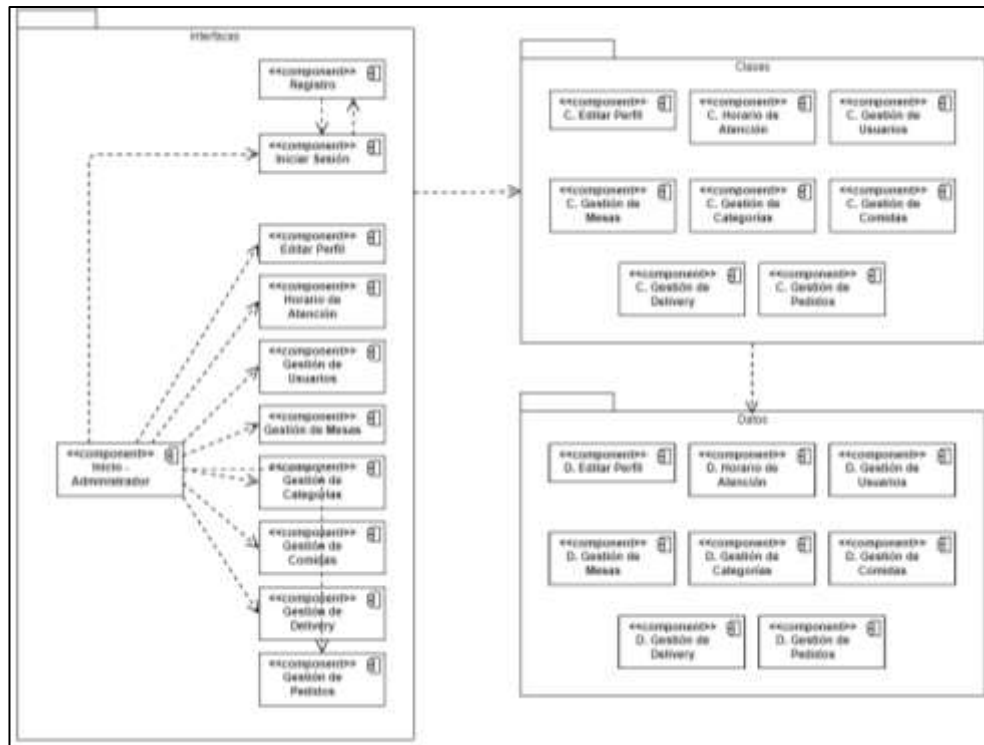 Interfaces
<<component>>
Registro
<<component>>
Iniciar Sesión
<<component>>
Editar Perfil
<<component>>
Horario de
Atención
<<component>>
Gestión de
Usuarios
<<component>>
Gestión de Mesas
<<component>>
Inicio -
Administrador
<<component>>
Gestión de
Categorías
<<component>>
Gestión de
Comidas
<<component>>
Gestión de
Delivery
<<component>>
Gestión de
Pedidos
Clases
<<component>>
C. Editar Perfil
<<component>>
C. Horario de
Atención
<<component>>
C. Gestión de
Usuarios
<<component>>
C. Gestión de
Mesas
<<component>>
C. Gestión de
Categorías
<<component>>
C. Gestión de
Comidas
<<component>>
C. Gestión de
Delivery
<<component>>
C. Gestión de
Pedidos
Datos
<<component>>
D. Editar Perfil
<<component>>
D. Horario de
Atención
<<component>>
D. Gestión de
Usuarios
<<component>>
D. Gestión de
Mesas
<<component>>
D. Gestión de
Categorías
<<component>>
D. Gestión de
Comidas
<<component>>
D. Gestión de
Delivery
<<component>>
D. Gestión de
Pedidos